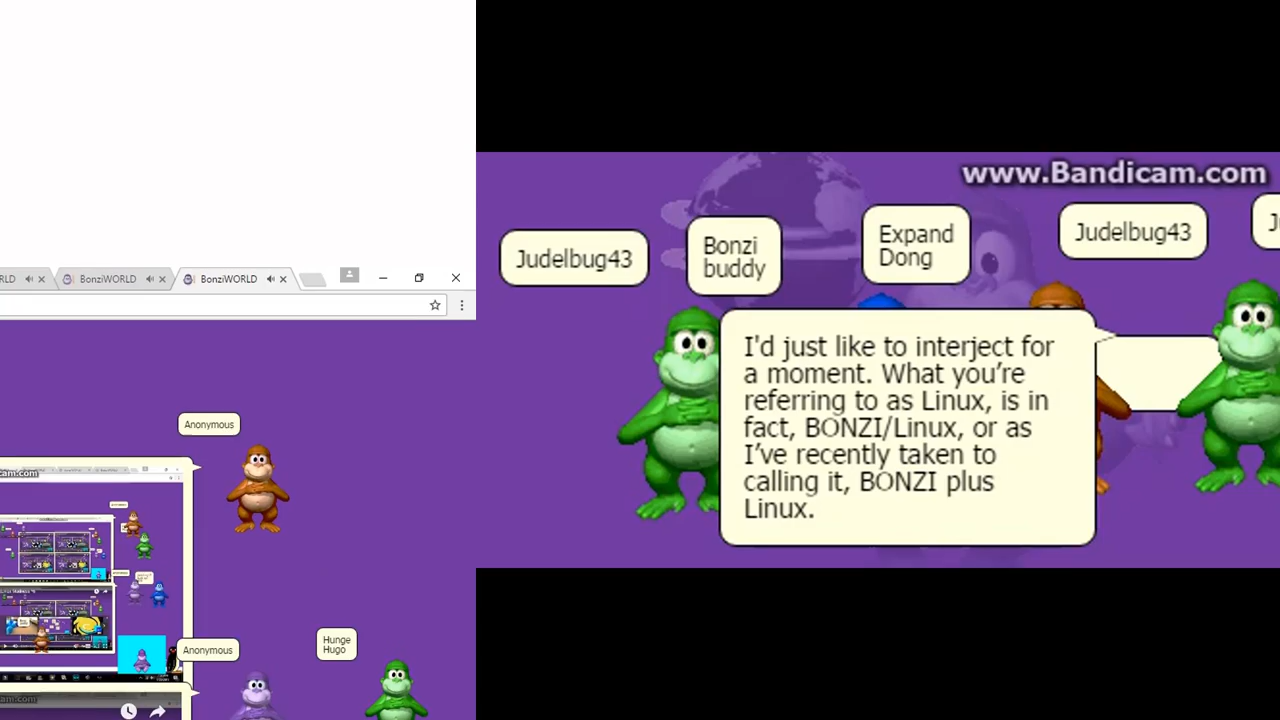 www.Bandicam.com
Judelbug43
Bonzi
buddy
Expand
Dong
Judelbug43
BonziWORLD
BonziWORLD
I'd just like to interject for
a moment. What you’re
referring to as Linux, is in
fact, BONZI/Linux, or as
I’ve recently taken to
calling it, BONZI plus
Linux.
Anonymous
cam.com
Anonymous
Hunge
Hugo